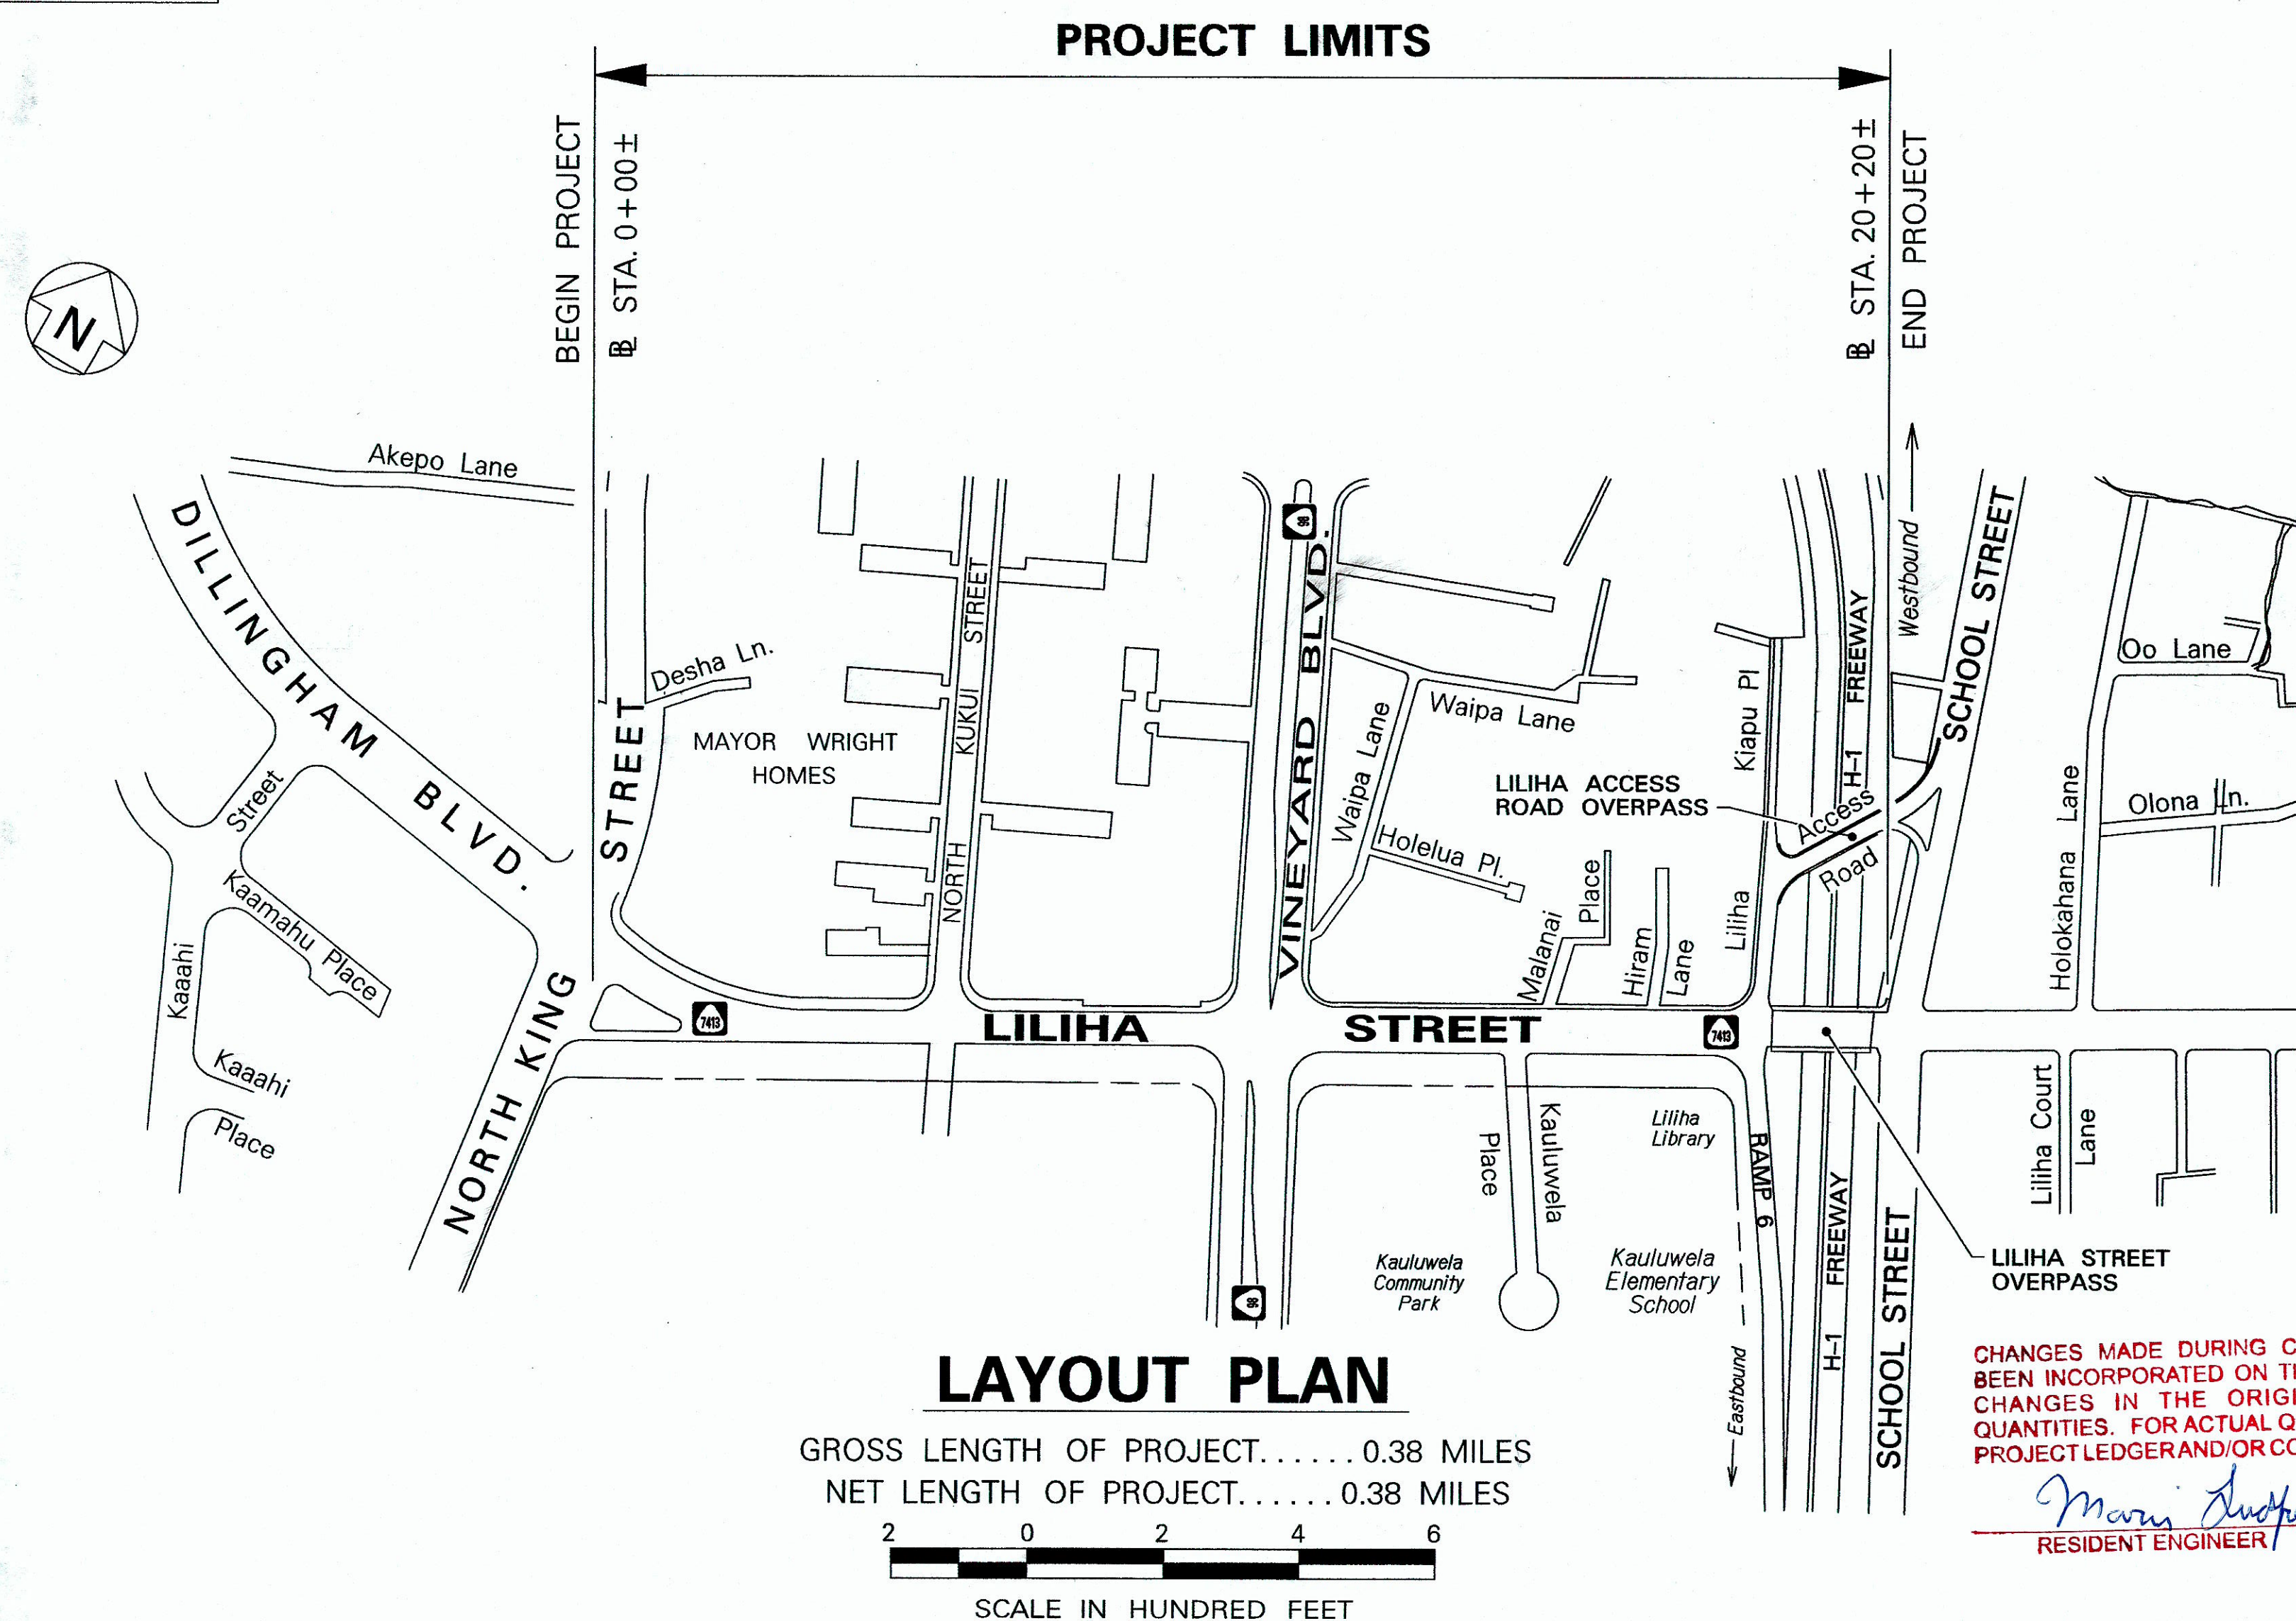 PROJECT LIMITS
BEGIN PROJECT
BL STA. 0+00±
BL STA. 20+20±
END PROJECT
N
Akepo Lane
DILLINGHAM BLVD.
Street
Kaamahu Place
Kaaahi
Kaaahi
Place
NORTH KING
STREET
Desha Ln.
MAYOR WRIGHT
HOMES
NORTH KUKUI STREET
98
VINEYARD BLVD.
Waipa Lane
Waipa Lane
Holelua Pl.
Malanai
Place
Hiram
Lane
Liliha
Kiapu Pl
LILIHA ACCESS
ROAD OVERPASS
Access
Road
H-1 FREEWAY
Westbound
SCHOOL STREET
Oo Lane
Olona Ln.
Holokahana Lane
7413
LILIHA STREET
7413
Place
Kauluwela
Liliha
Library
RAMP 6
H-1 FREEWAY
SCHOOL STREET
Liliha Court
Lane
LILIHA STREET
OVERPASS
Kauluwela
Community
Park
Kauluwela
Elementary
School
98
Eastbound
LAYOUT PLAN
GROSS LENGTH OF PROJECT......0.38 MILES
NET LENGTH OF PROJECT......0.38 MILES
2 0 2 4 6
SCALE IN HUNDRED FEET
CHANGES MADE DURING C
BEEN INCORPORATED ON T
CHANGES IN THE ORIGI
QUANTITIES. FOR ACTUAL Q
PROJECT LEDGER AND/OR CO
RESIDENT ENGINEER